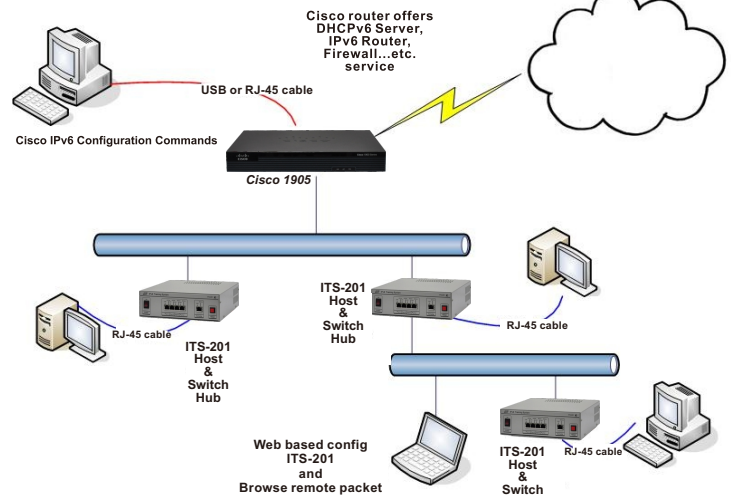 Cisco router offers
DHCPv6 Server,
IPv6 Router,
Firewall...etc.
service
USB or RJ-45 cable
Cisco IPv6 Configuration Commands
Cisco 1905
ITS-201
Host
&
Switch
Hub
RJ-45 cable
ITS-201
Host
&
Switch
Hub
RJ-45 cable
Web based config
ITS-201
and
Browse remote packet
ITS-201
Host
&
Switch
RJ-45 cable